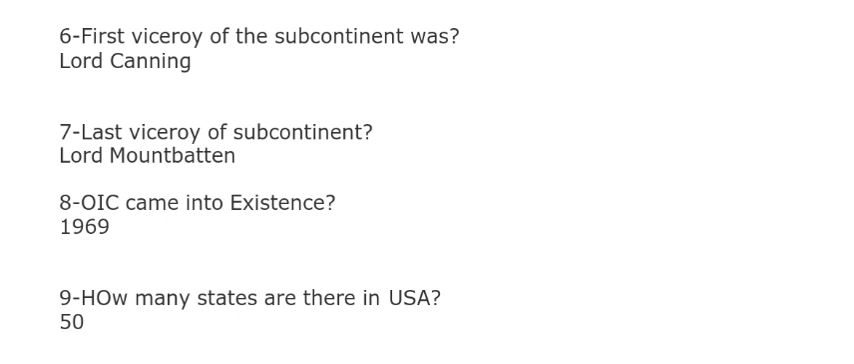 6-First viceroy of the subcontinent was?
Lord Canning
7-Last viceroy of subcontinent?
Lord Mountbatten
8-OIC came into Existence?
1969
9-HOw many states are there in USA?
50